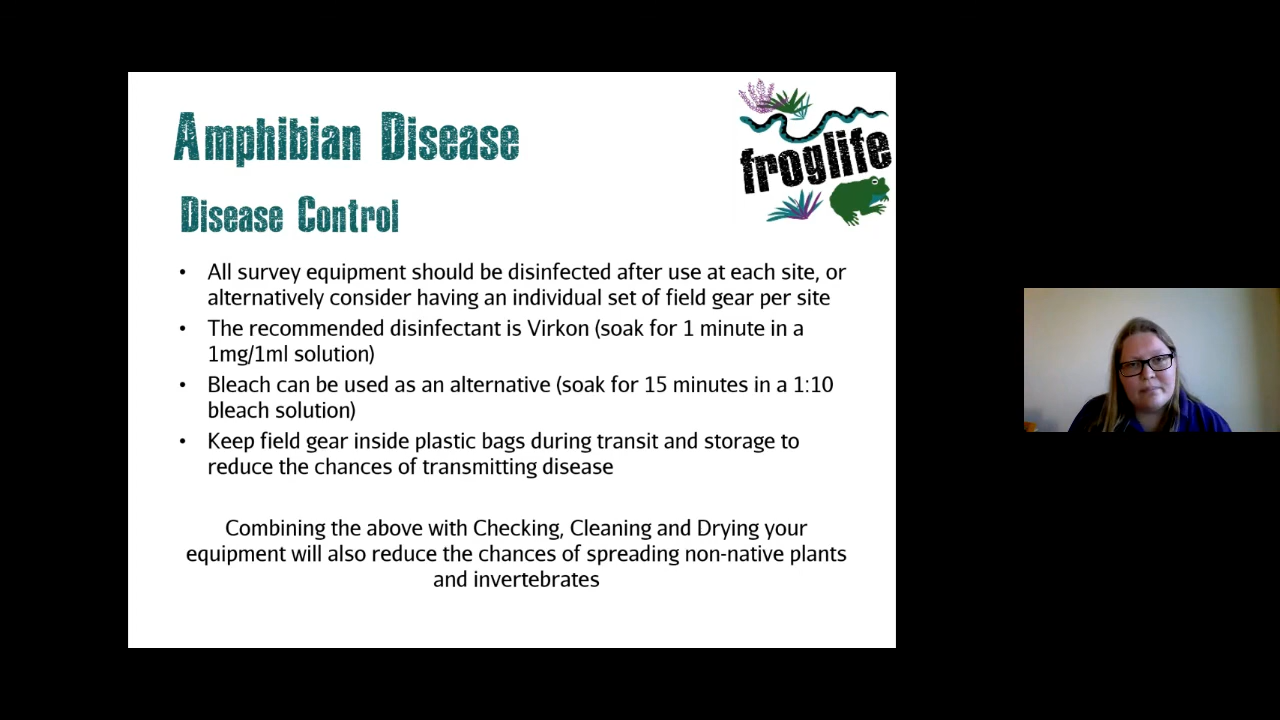 Amphibian Disease
froglife
Disease Control
• All survey equipment should be disinfected after use at each site, or
alternatively consider having an individual set of field gear per site
• The recommended disinfectant is Virkon (soak for 1 minute in a
1mg/1ml solution)
• Bleach can be used as an alternative (soak for 15 minutes in a 1:10
bleach solution)
• Keep field gear inside plastic bags during transit and storage to
reduce the chances of transmitting disease
Combining the above with Checking, Cleaning and Drying your
equipment will also reduce the chances of spreading non-native plants
and invertebrates